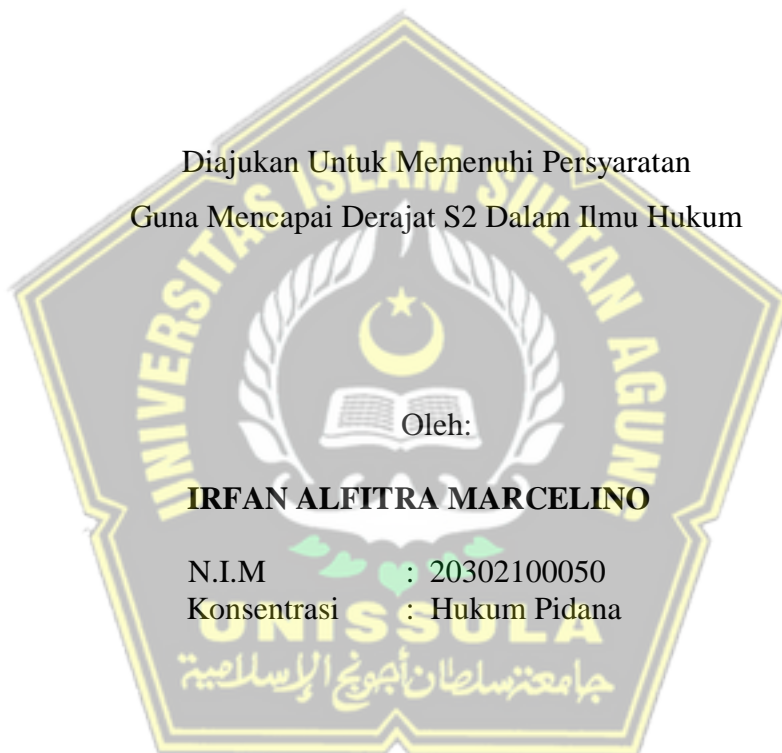 Diajukan Untuk Memenuhi Persyaratan
Guna Mencapai Derajat S2 Dalam Ilmu Hukum
UNIVERSITAS ISLAM SULTAN AGUNG
Oleh:
IRFAN ALFITRA MARCELINO
N.I.M : 20302100050
Konsentrasi : Hukum Pidana
UNISSULA
جامعة سلطان أجونج الإسلامية